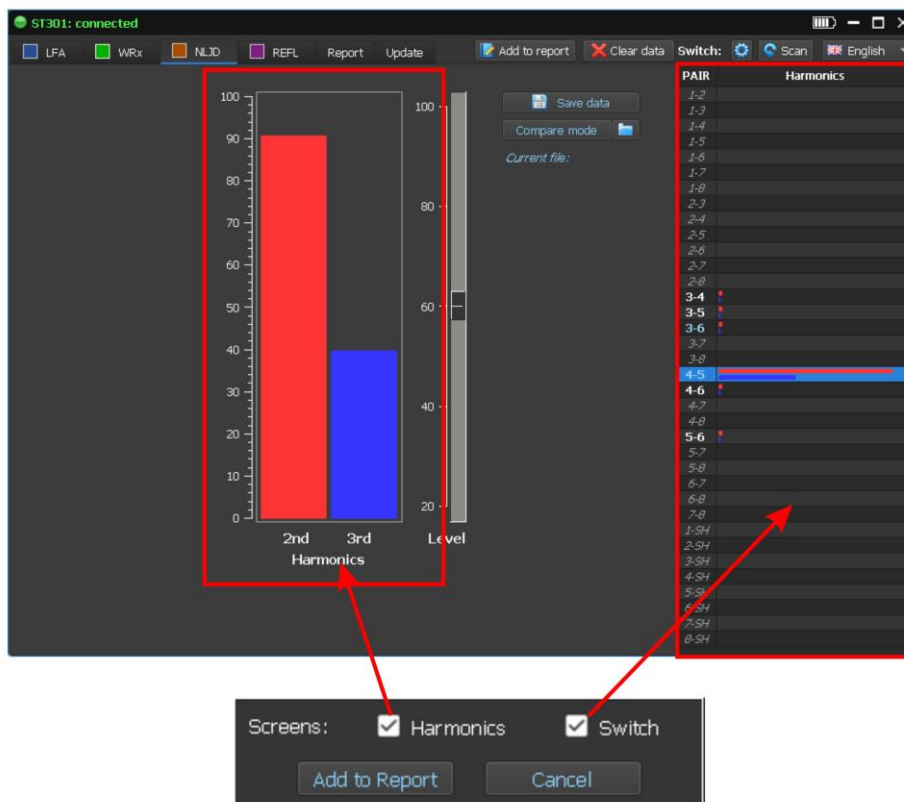 ST301: connected
LFA WRx NLJD REFL Report Update Add to report Clear data Switch: Scan English
PAIR Harmonics
100
90
80
70
60
50
40
30
20
10
0
2nd 3rd
Harmonics
100
80
60
40
20
Level
Save data
Compare mode
Current file:
1-2
1-3
1-4
1-5
1-6
1-7
1-8
2-3
2-4
2-5
2-6
2-7
2-8
3-4
3-5
3-6
3-7
3-8
4-5
4-6
4-7
4-8
5-6
5-7
5-8
6-7
6-8
7-8
1-SH
2-SH
3-SH
4-SH
5-SH
6-SH
7-SH
8-SH
Screens: Harmonics Switch
Add to Report Cancel